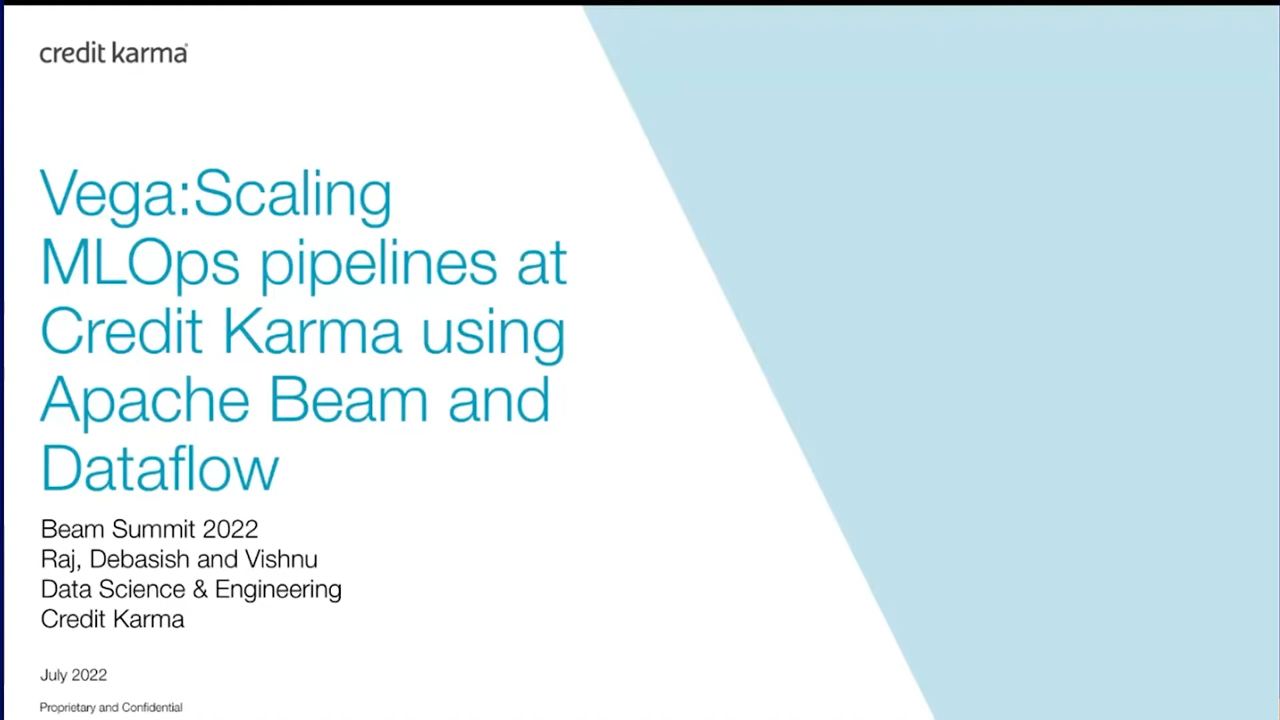 credit karma
Vega:Scaling
MLOps pipelines at
Credit Karma using
Apache Beam and
Dataflow
Beam Summit 2022
Raj, Debasish and Vishnu
Data Science & Engineering
Credit Karma
July 2022
Proprietary and Confidential